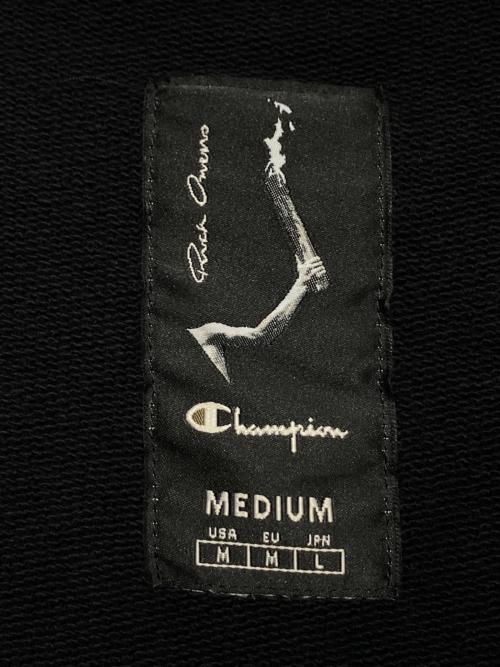 Rick Owens
Champion
MEDIUM
USA EU JPN
M M L